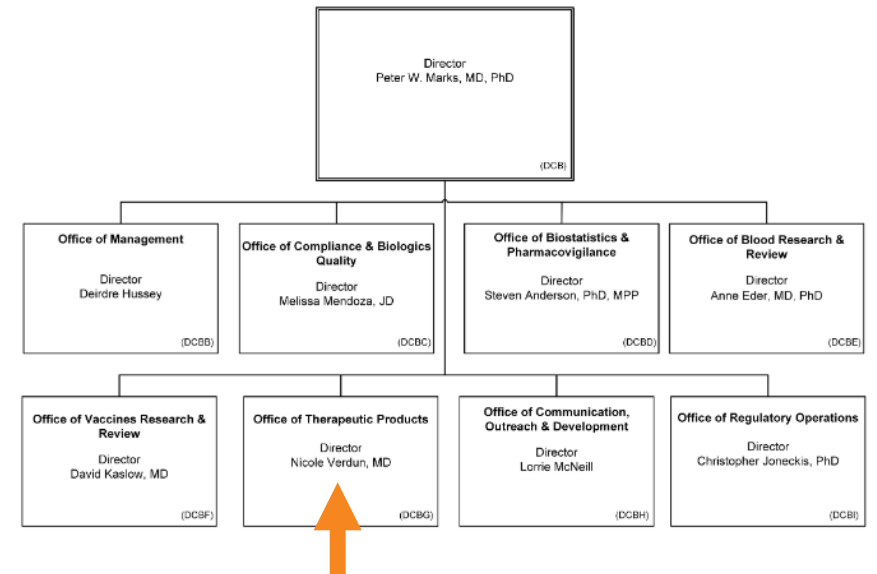 Director
Peter W. Marks, MD, PhD
(DCB)
Office of Management
Director
Deirdre Hussey
(DCBB)
Office of Compliance & Biologics
Quality
Director
Melissa Mendoza, JD
(DCBC)
Office of Biostatistics &
Pharmacovigilance
Director
Steven Anderson, PhD, MPP
(DCBD)
Office of Blood Research &
Review
Director
Anne Eder, MD, PhD
(DCBE)
Office of Vaccines Research &
Review
Director
David Kaslow, MD
(DCBF)
Office of Therapeutic Products
Director
Nicole Verdun, MD
(DCBG)
Office of Communication,
Outreach & Development
Director
Lorrie McNeill
(DCBH)
Office of Regulatory Operations
Director
Christopher Joneckis, PhD
(DCBI)